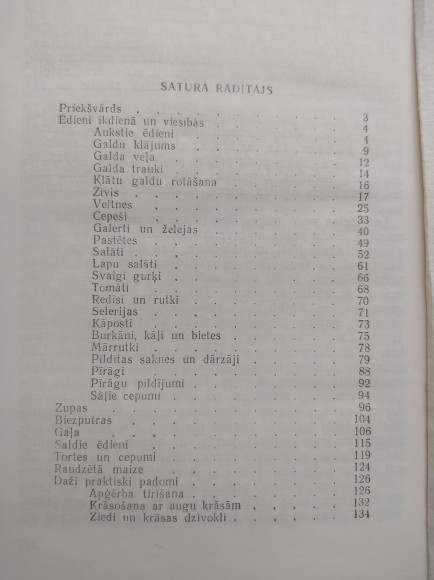 SATURA RĀDĪTĀJS
Priekšvārds . . . . . . . . . . 3
Ēdieni ikdienā un viesībās . . . . . . 4
Aukstie ēdieni . . . . . . . . 4
Galdu klājums . . . . . . . . 9
Galda veļa . . . . . . . . . 12
Galda trauki . . . . . . . . 14
Klātu galdu rotāšana . . . . . . 16
Zivis . . . . . . . . . . 17
Veltnes . . . . . . . . . 25
Cepeši . . . . . . . . . 33
Galerti un želejas . . . . . . . 40
Pastētes . . . . . . . . . 49
Salāti . . . . . . . . . . 52
Lapu salāti . . . . . . . . 61
Svaigi gurķi . . . . . . . . 66
Tomāti . . . . . . . . . 68
Redīsi un rutki . . . . . . . 70
Selerijas . . . . . . . . . 71
Kāposti . . . . . . . . . 73
Burkāni, kāļi un bietes . . . . . . 75
Mārrutki . . . . . . . . . 78
Pildītas saknes un dārzāji . . . . . 79
Pīrāgi . . . . . . . . . 88
Pīrāgu pildījumi . . . . . . . 92
Sāļie cepumi . . . . . . . . 94
Zupas . . . . . . . . . . 96
Biezputras . . . . . . . . . 104
Gaļa . . . . . . . . . . 106
Saldie ēdieni . . . . . . . . . 115
Tortes un cepumi . . . . . . . . 119
Raudzētā maize . . . . . . . . 124
Daži praktiski padomi . . . . . . . 126
Apģērba tīrīšana . . . . . . . 126
Krāsošana ar augu krāsām . . . . . 132
Ziedi un krāsas dzīvoklī . . . . . . 134